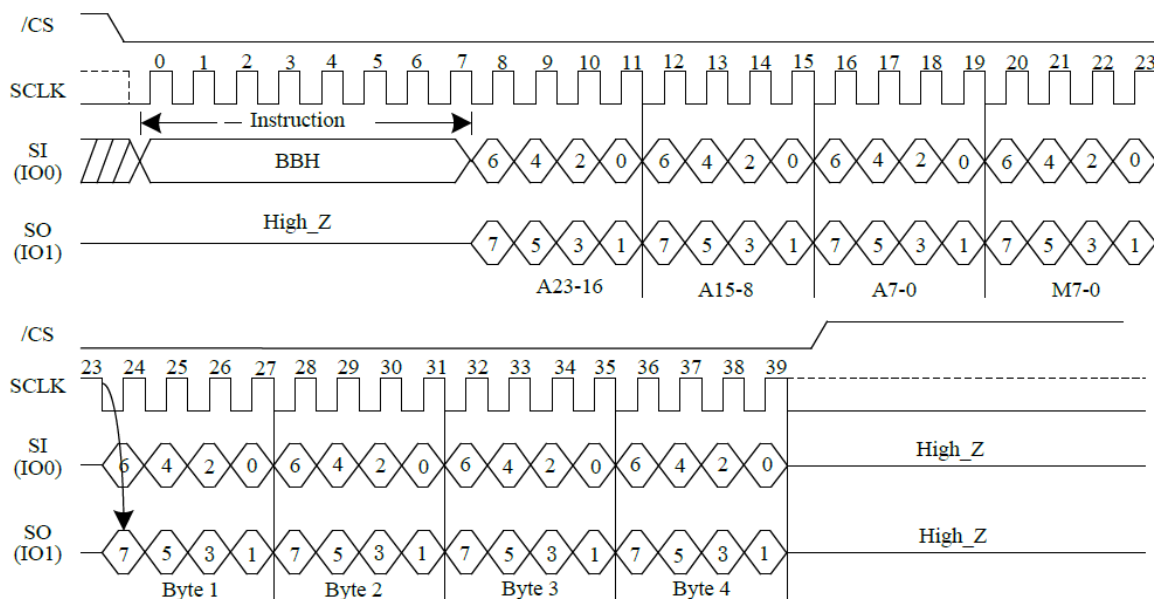 /CS
0 1 2 3 4 5 6 7 8 9 10 11 12 13 14 15 16 17 18 19 20 21 22 23
SCLK
Instruction
SI
(IO0)
BBH 6 4 2 0 6 4 2 0 6 4 2 0 6 4 2 0
SO
(IO1)
High_Z 7 5 3 1 7 5 3 1 7 5 3 1 7 5 3 1
A23-16 A15-8 A7-0 M7-0
/CS
23 24 25 26 27 28 29 30 31 32 33 34 35 36 37 38 39
SCLK
SI
(IO0)
6 4 2 0 6 4 2 0 6 4 2 0 6 4 2 0 High_Z
SO
(IO1)
7 5 3 1 7 5 3 1 7 5 3 1 7 5 3 1 High_Z
Byte 1 Byte 2 Byte 3 Byte 4